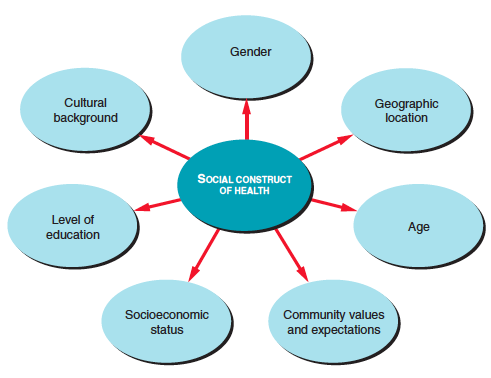 Gender
Cultural
background
Geographic
location
SOCIAL CONSTRUCT
OF HEALTH
Level of
education
Age
Socioeconomic
status
Community values
and expectations